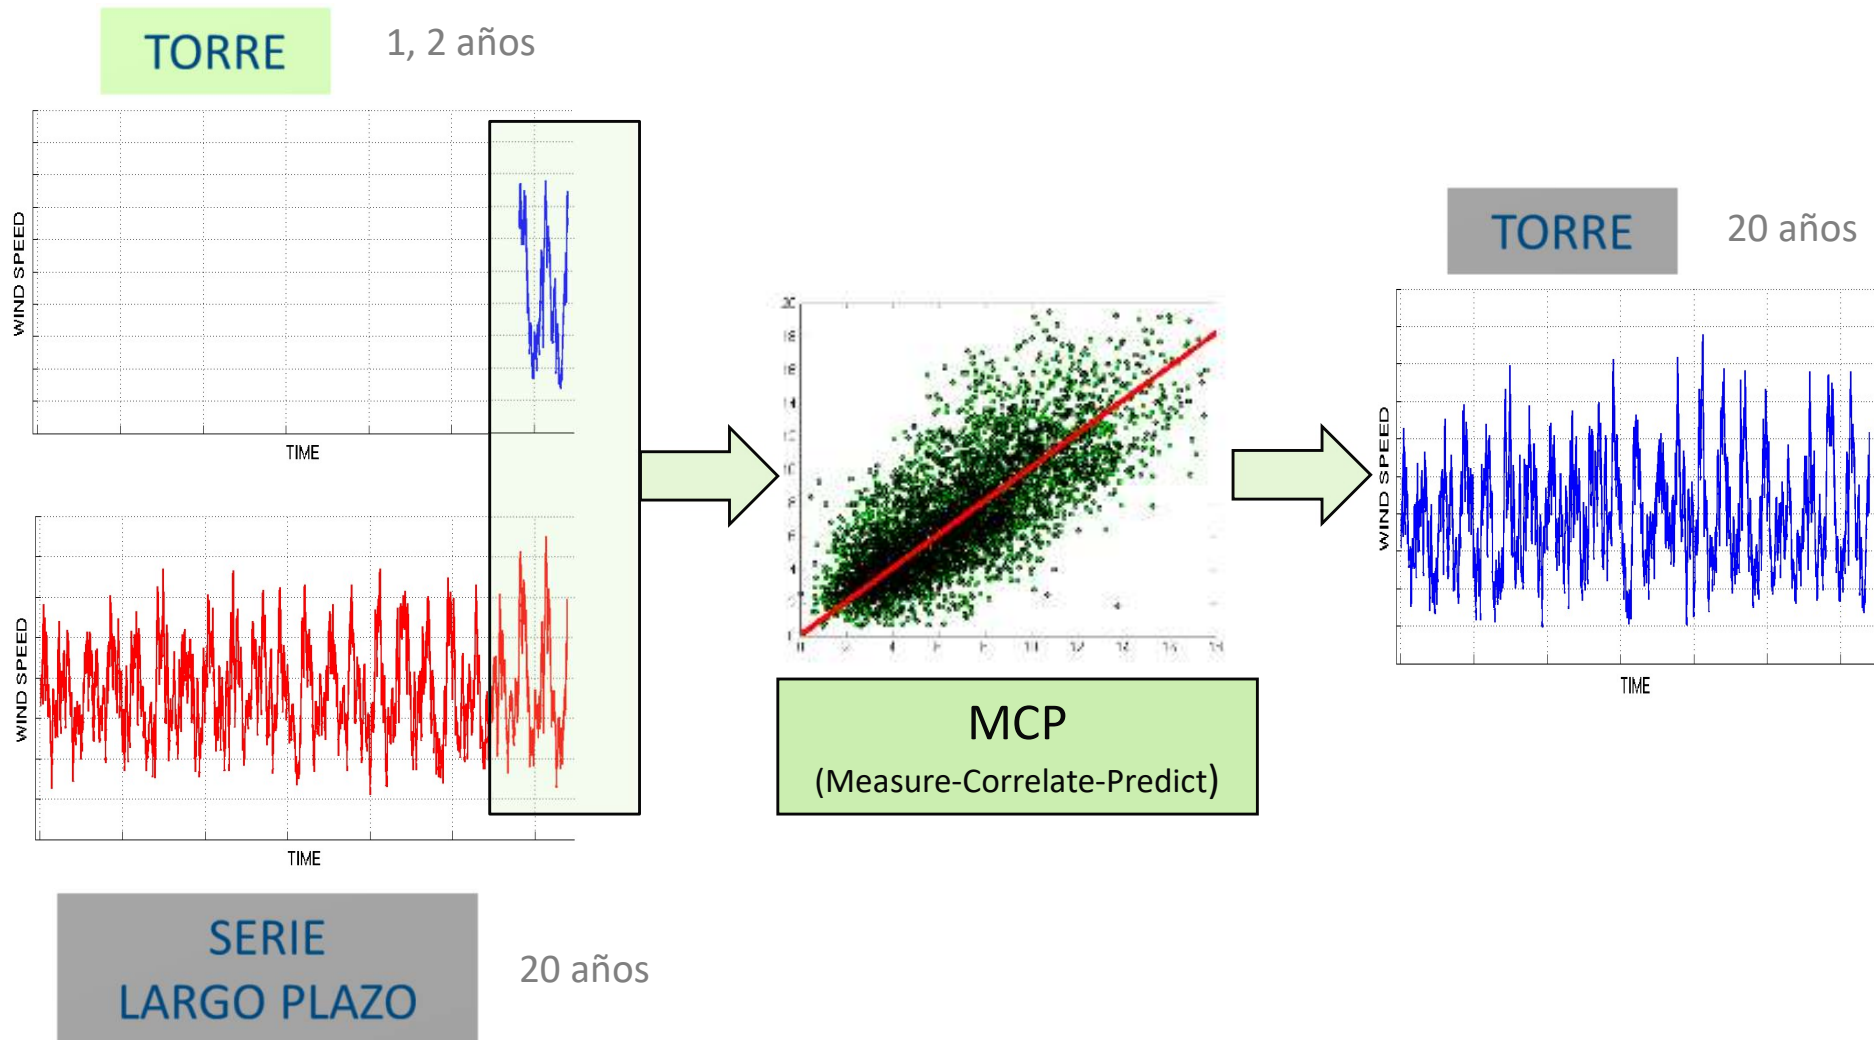 TORRE
1, 2 años
WIND SPEED
TIME
WIND SPEED
TIME
SERIE
LARGO PLAZO
20 años
MCP
(Measure-Correlate-Predict)
TORRE
20 años
WIND SPEED
TIME